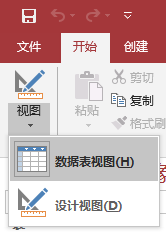 文件 开始 创建
视图
粘贴
剪切
复制
格式刷
数据表视图(H)
设计视图(D)